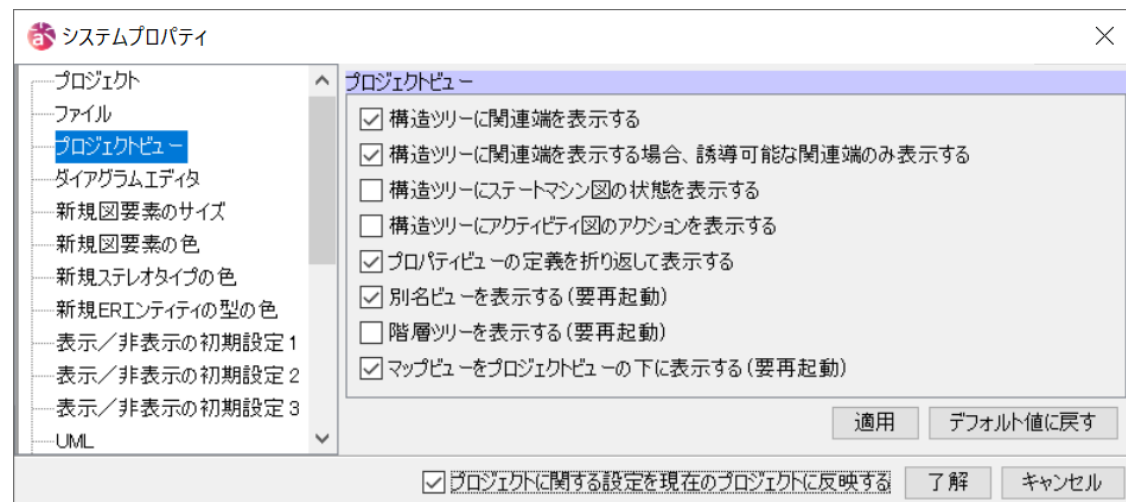 システムプロパティ
プロジェクト
ファイル
プロジェクトビュー
ダイアグラムエディタ
新規図要素のサイズ
新規図要素の色
新規ステレオタイプの色
新規ERエンティティの型の色
表示／非表示の初期設定1
表示／非表示の初期設定2
表示／非表示の初期設定3
UML
プロジェクトビュー
構造ツリーに関連端を表示する
構造ツリーに関連端を表示する場合、誘導可能な関連端のみ表示する
構造ツリーにステートマシン図の状態を表示する
構造ツリーにアクティビティ図のアクションを表示する
プロパティビューの定義を折り返して表示する
別名ビューを表示する(要再起動)
階層ツリーを表示する(要再起動)
マップビューをプロジェクトビューの下に表示する(要再起動)
適用 デフォルト値に戻す
プロジェクトに関する設定を現在のプロジェクトに反映する 了解 キャンセル